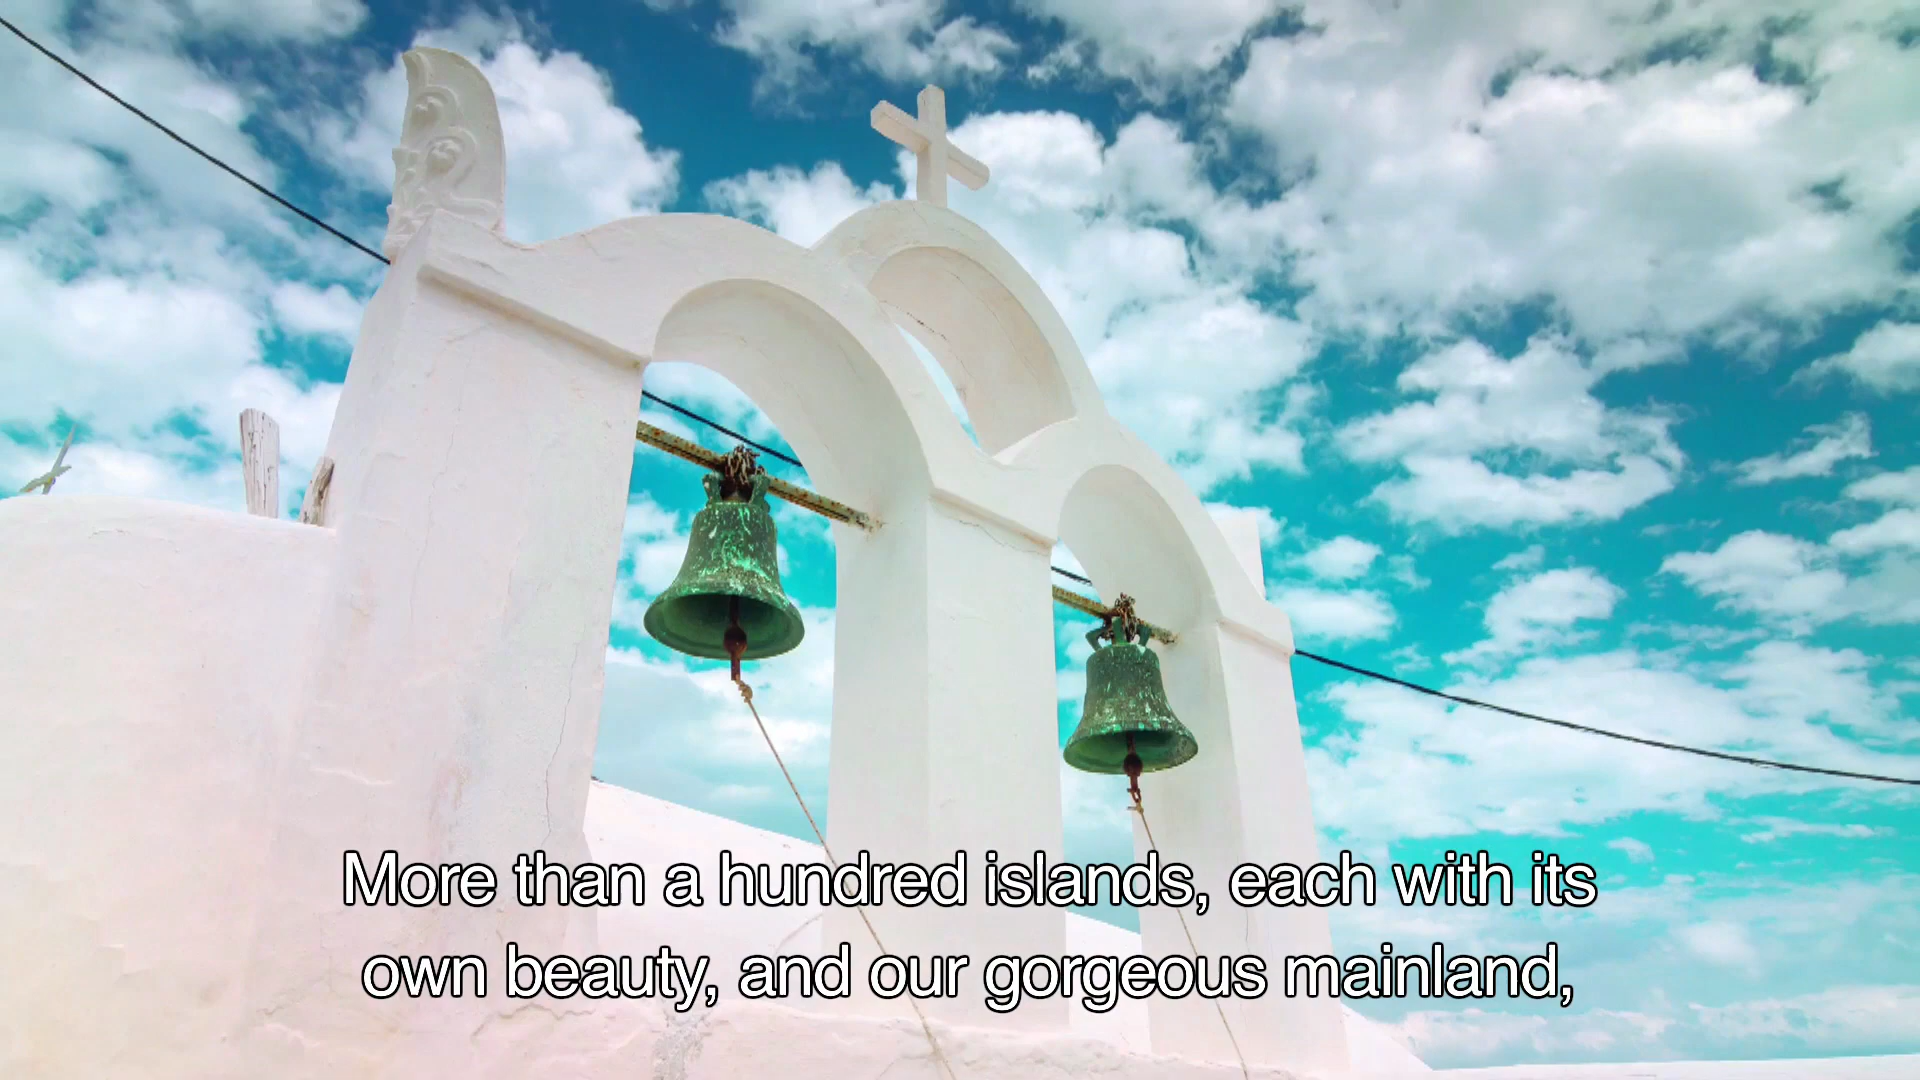 More than a hundred islands, each with its
own beauty, and our gorgeous mainland,